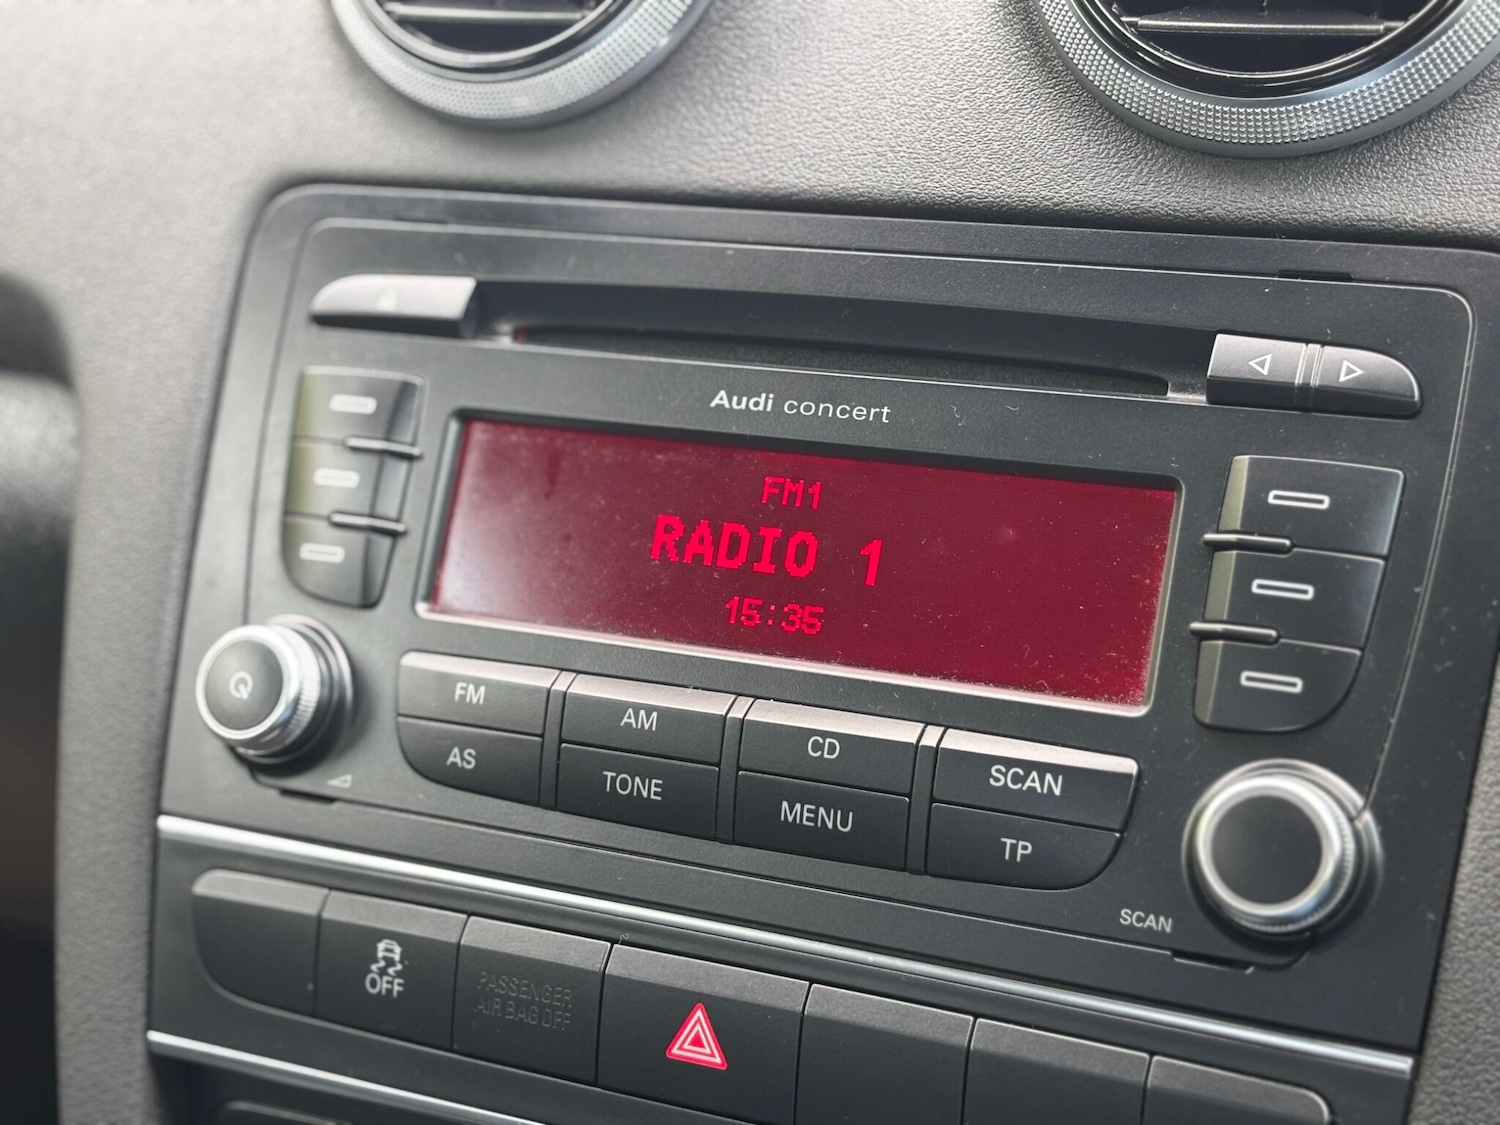 Audi concert
FM1
RADIO 1
15:35
FM
AM
CD
SCAN
AS
TONE
MENU
TP
SCAN
OFF
PASSENGER
AIR BAG OFF